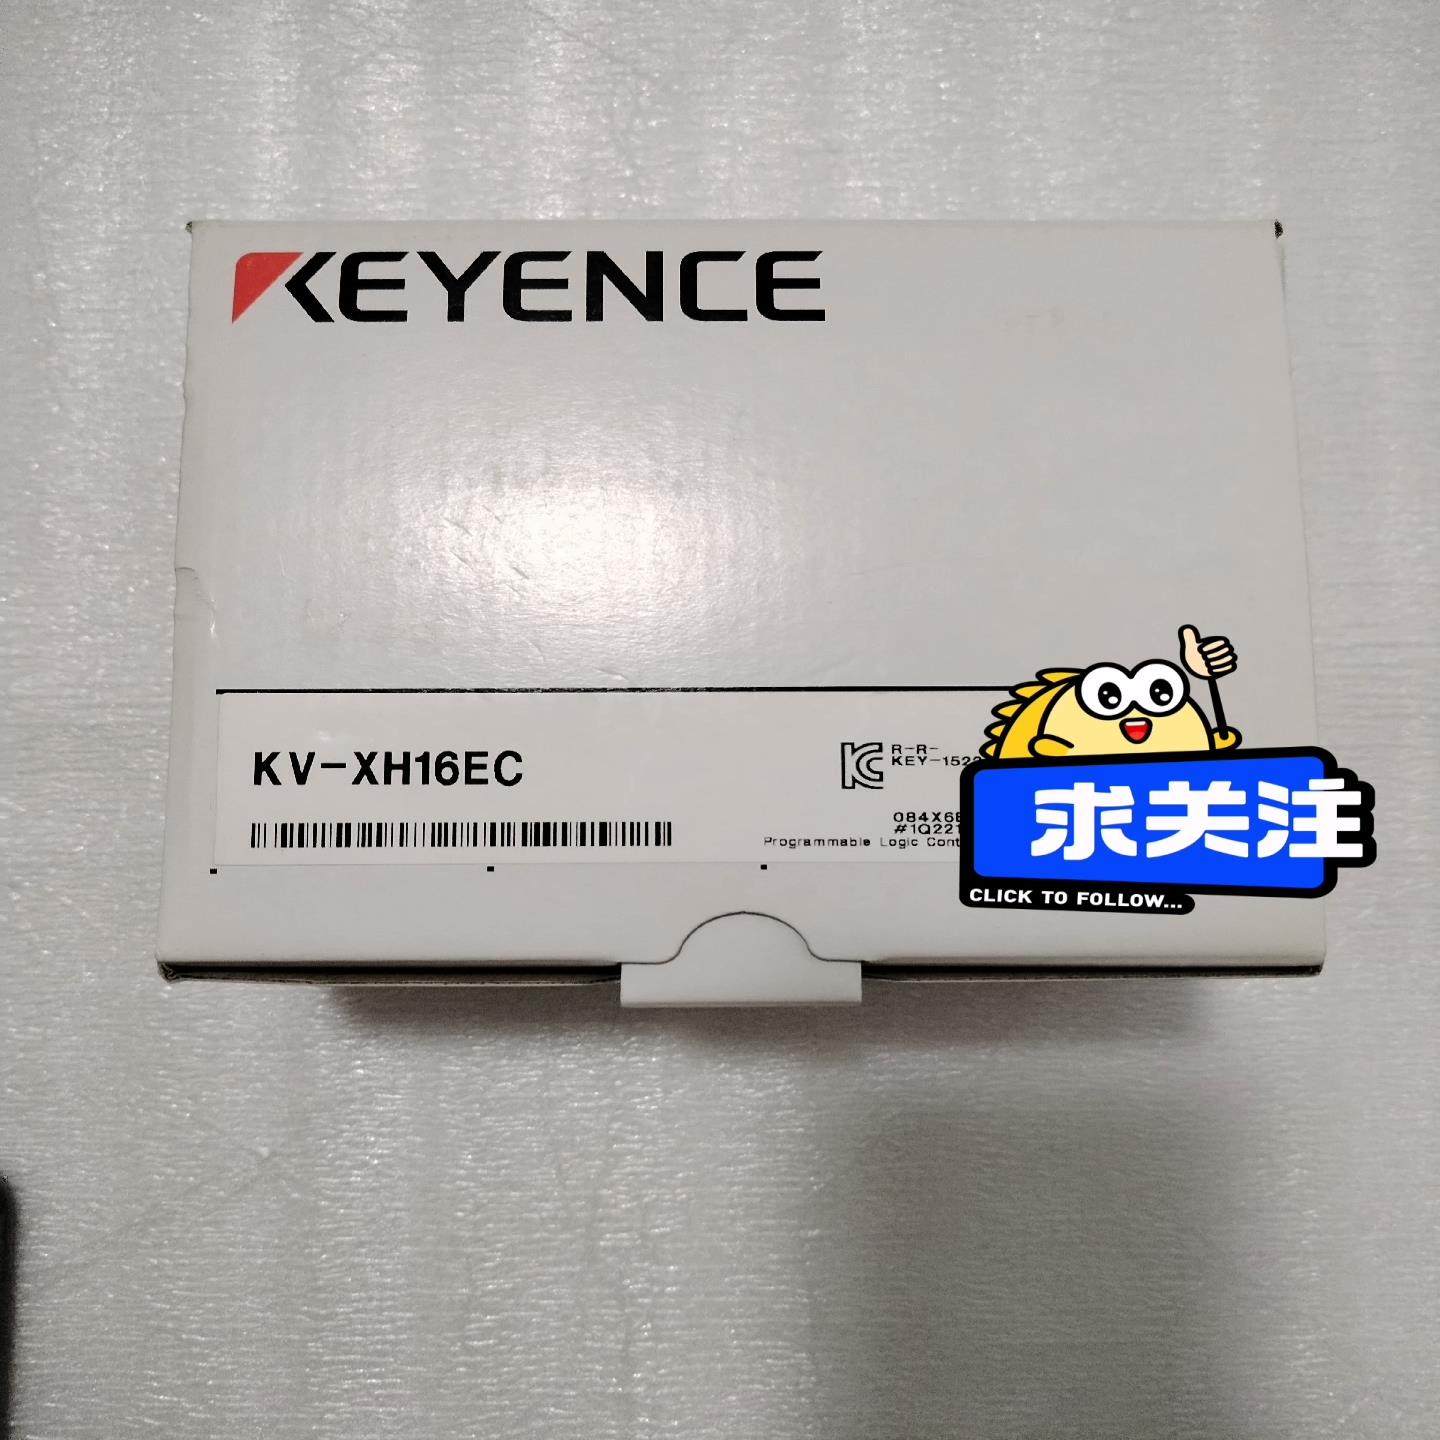 KEYENCE
KV-XH16EC
R-R-
KEY-152
084X6
#1Q221
Programmable Logic Cont
求关注
CLICK TO FOLLOW...